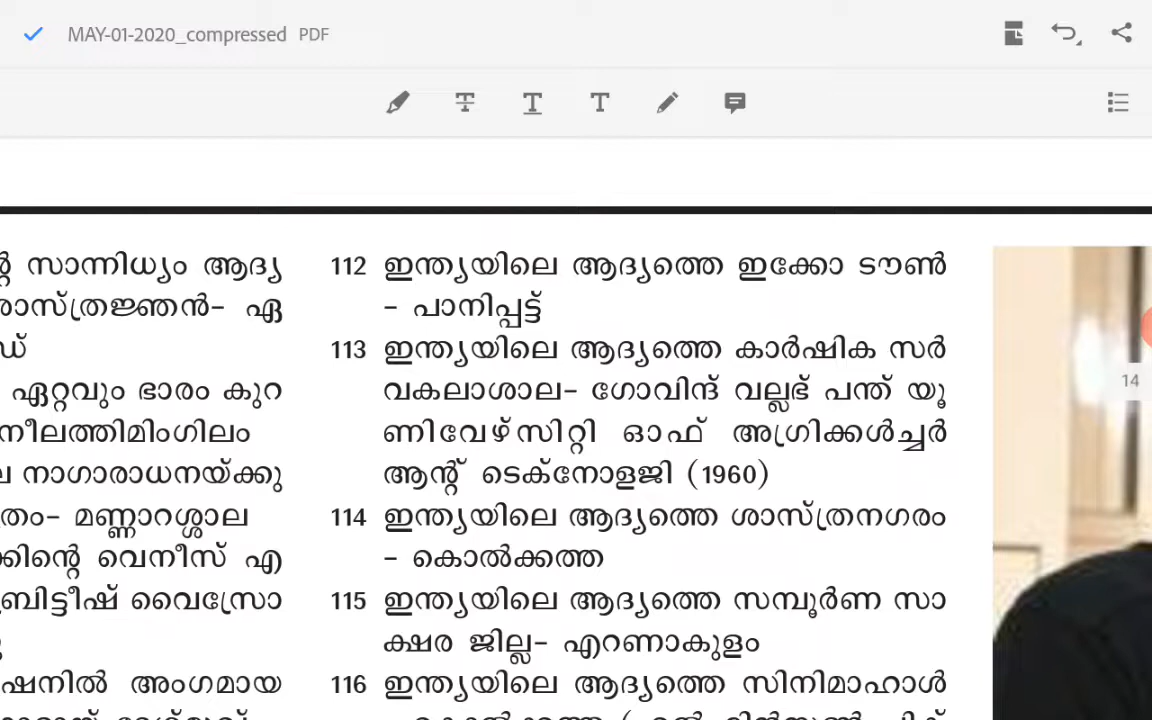 MAY-01-2020_compressed PDF
സാന്നിധ്യം ആദ്യ
ശാസ്ത്രജ്ഞൻ- ഏ
ഡ്
ഏറ്റവും ഭാരം കുറ
നീലത്തിമിംഗിലം
നാഗാരാധനയ്ക്കു
ത്രം- മണ്ണാറശ്ശാല
ക്കിന്റെ വെനീസ് എ
ബ്രിട്ടീഷ് വൈസ്രോ
ഷനിൽ അംഗമായ
112 ഇന്ത്യയിലെ ആദ്യത്തെ ഇക്കോ ടൗൺ
- പാനിപ്പട്ട്
113 ഇന്ത്യയിലെ ആദ്യത്തെ കാർഷിക സർ
വകലാശാല- ഗോവിന്ദ് വല്ലഭ് പന്ത് യൂ
ണിവേഴ്സിറ്റി ഓഫ് അഗ്രിക്കൾച്ചർ
ആന്റ് ടെക്നോളജി (1960)
114 ഇന്ത്യയിലെ ആദ്യത്തെ ശാസ്ത്രനഗരം
- കൊൽക്കത്ത
115 ഇന്ത്യയിലെ ആദ്യത്തെ സമ്പൂർണ സാ
ക്ഷര ജില്ല- എറണാകുളം
116 ഇന്ത്യയിലെ ആദ്യത്തെ സിനിമാഹാൾ
14